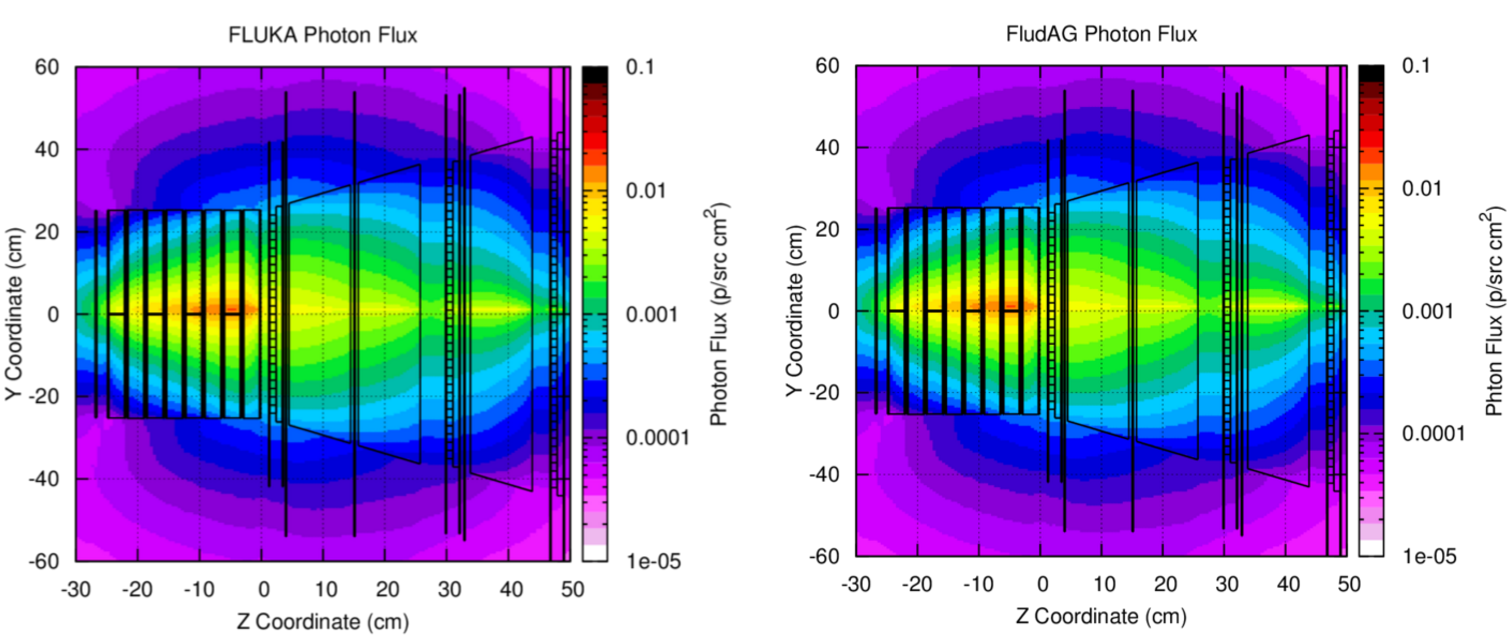 FLUKA Photon Flux
60
40
20
0
-20
-40
-60
Y Coordinate (cm)
-30 -20 -10 0 10 20 30 40 50
Z Coordinate (cm)
0.1
0.01
0.001
0.0001
1e-05
Photon Flux (p/src cm²)
FludAG Photon Flux
60
40
20
0
-20
-40
-60
Y Coordinate (cm)
-30 -20 -10 0 10 20 30 40 50
Z Coordinate (cm)
0.1
0.01
0.001
0.0001
1e-05
Phton Flux (p/src cm²)